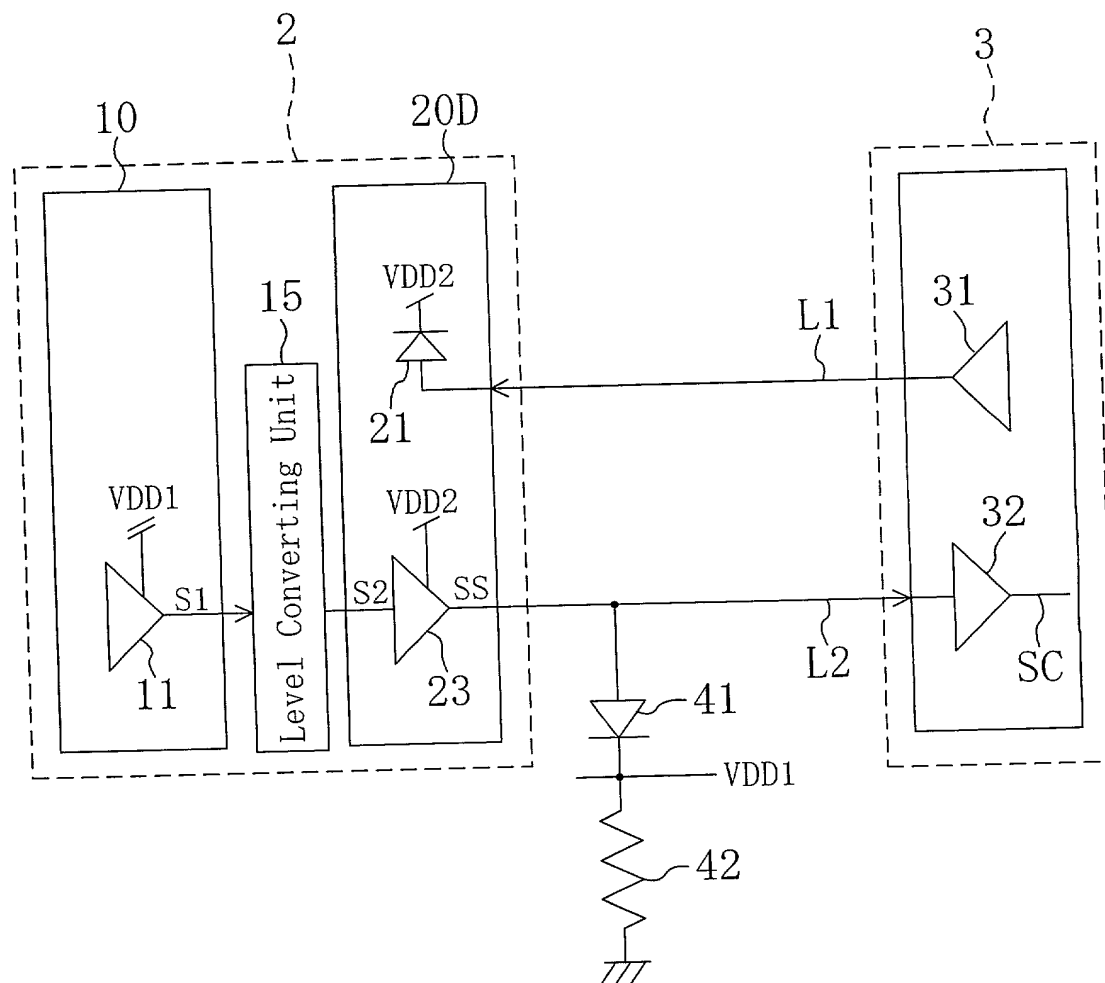 2
3
10
20D
VDD2
15
L1
31
21
Level Converting Unit
VDD1
VDD2
32
S1
S2
SS
11
23
L2
SC
41
VDD1
42